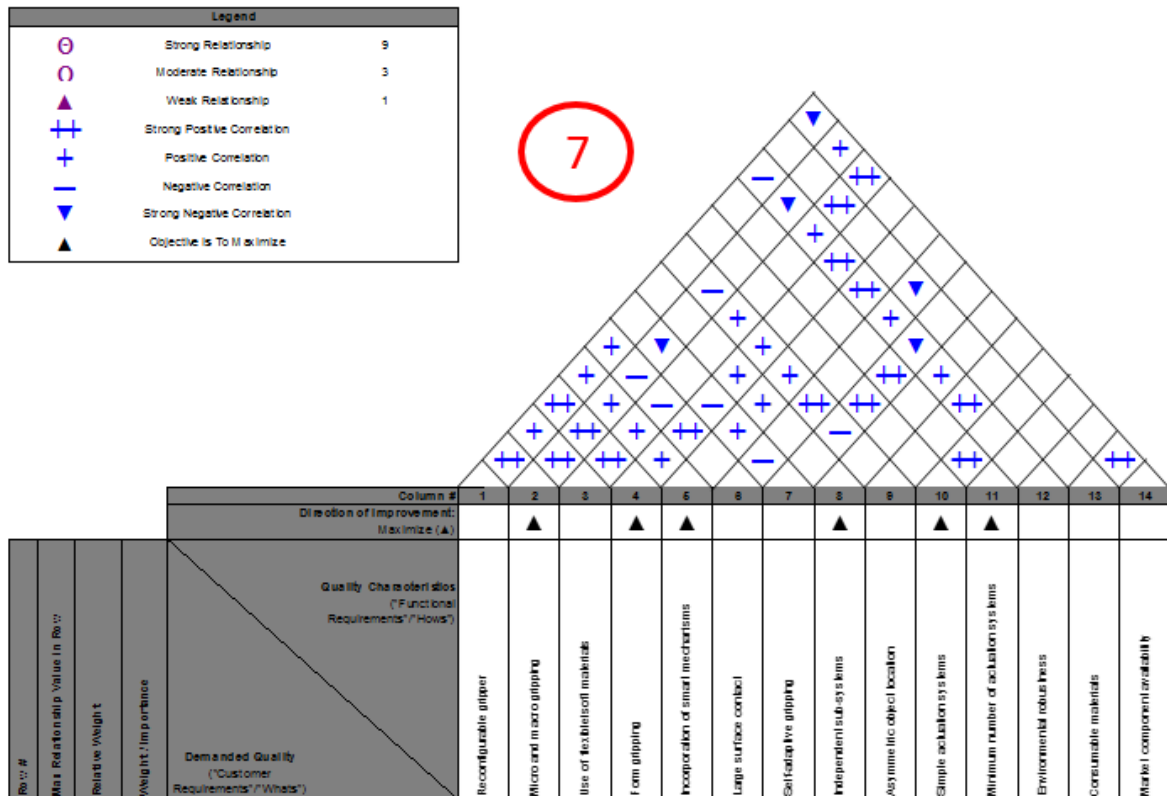 Legend
Θ Strong Relationship 9
Ο Moderate Relationship 3
▲ Weak Relationship 1
++ Strong Positive Correlation
+ Positive Correlation
− Negative Correlation
▼ Strong Negative Correlation
▲ Objective Is To Maximize
7
Column # 1 2 3 4 5 6 7 8 9 10 11 12 13 14
Direction of Improvement:
Maximize (▲)
Quality Characteristics
("Functional
Requirements"/"Hows")
Demanded Quality
("Customer
Requirements"/"Whats")
Row #
Max Relationship Value in Row
Relative Weight
Weight / Importance
Reconfigurable gripper
Micro and macro gripping
Use of flexible/soft materials
Form gripping
Incorporation of smart mechanisms
Large surface contact
Self-adaptive gripping
Independent sub-systems
Asymmetric object location
Simple actuation systems
Minimum number of actuation systems
Environmental robustness
Consumable materials
Market component availability